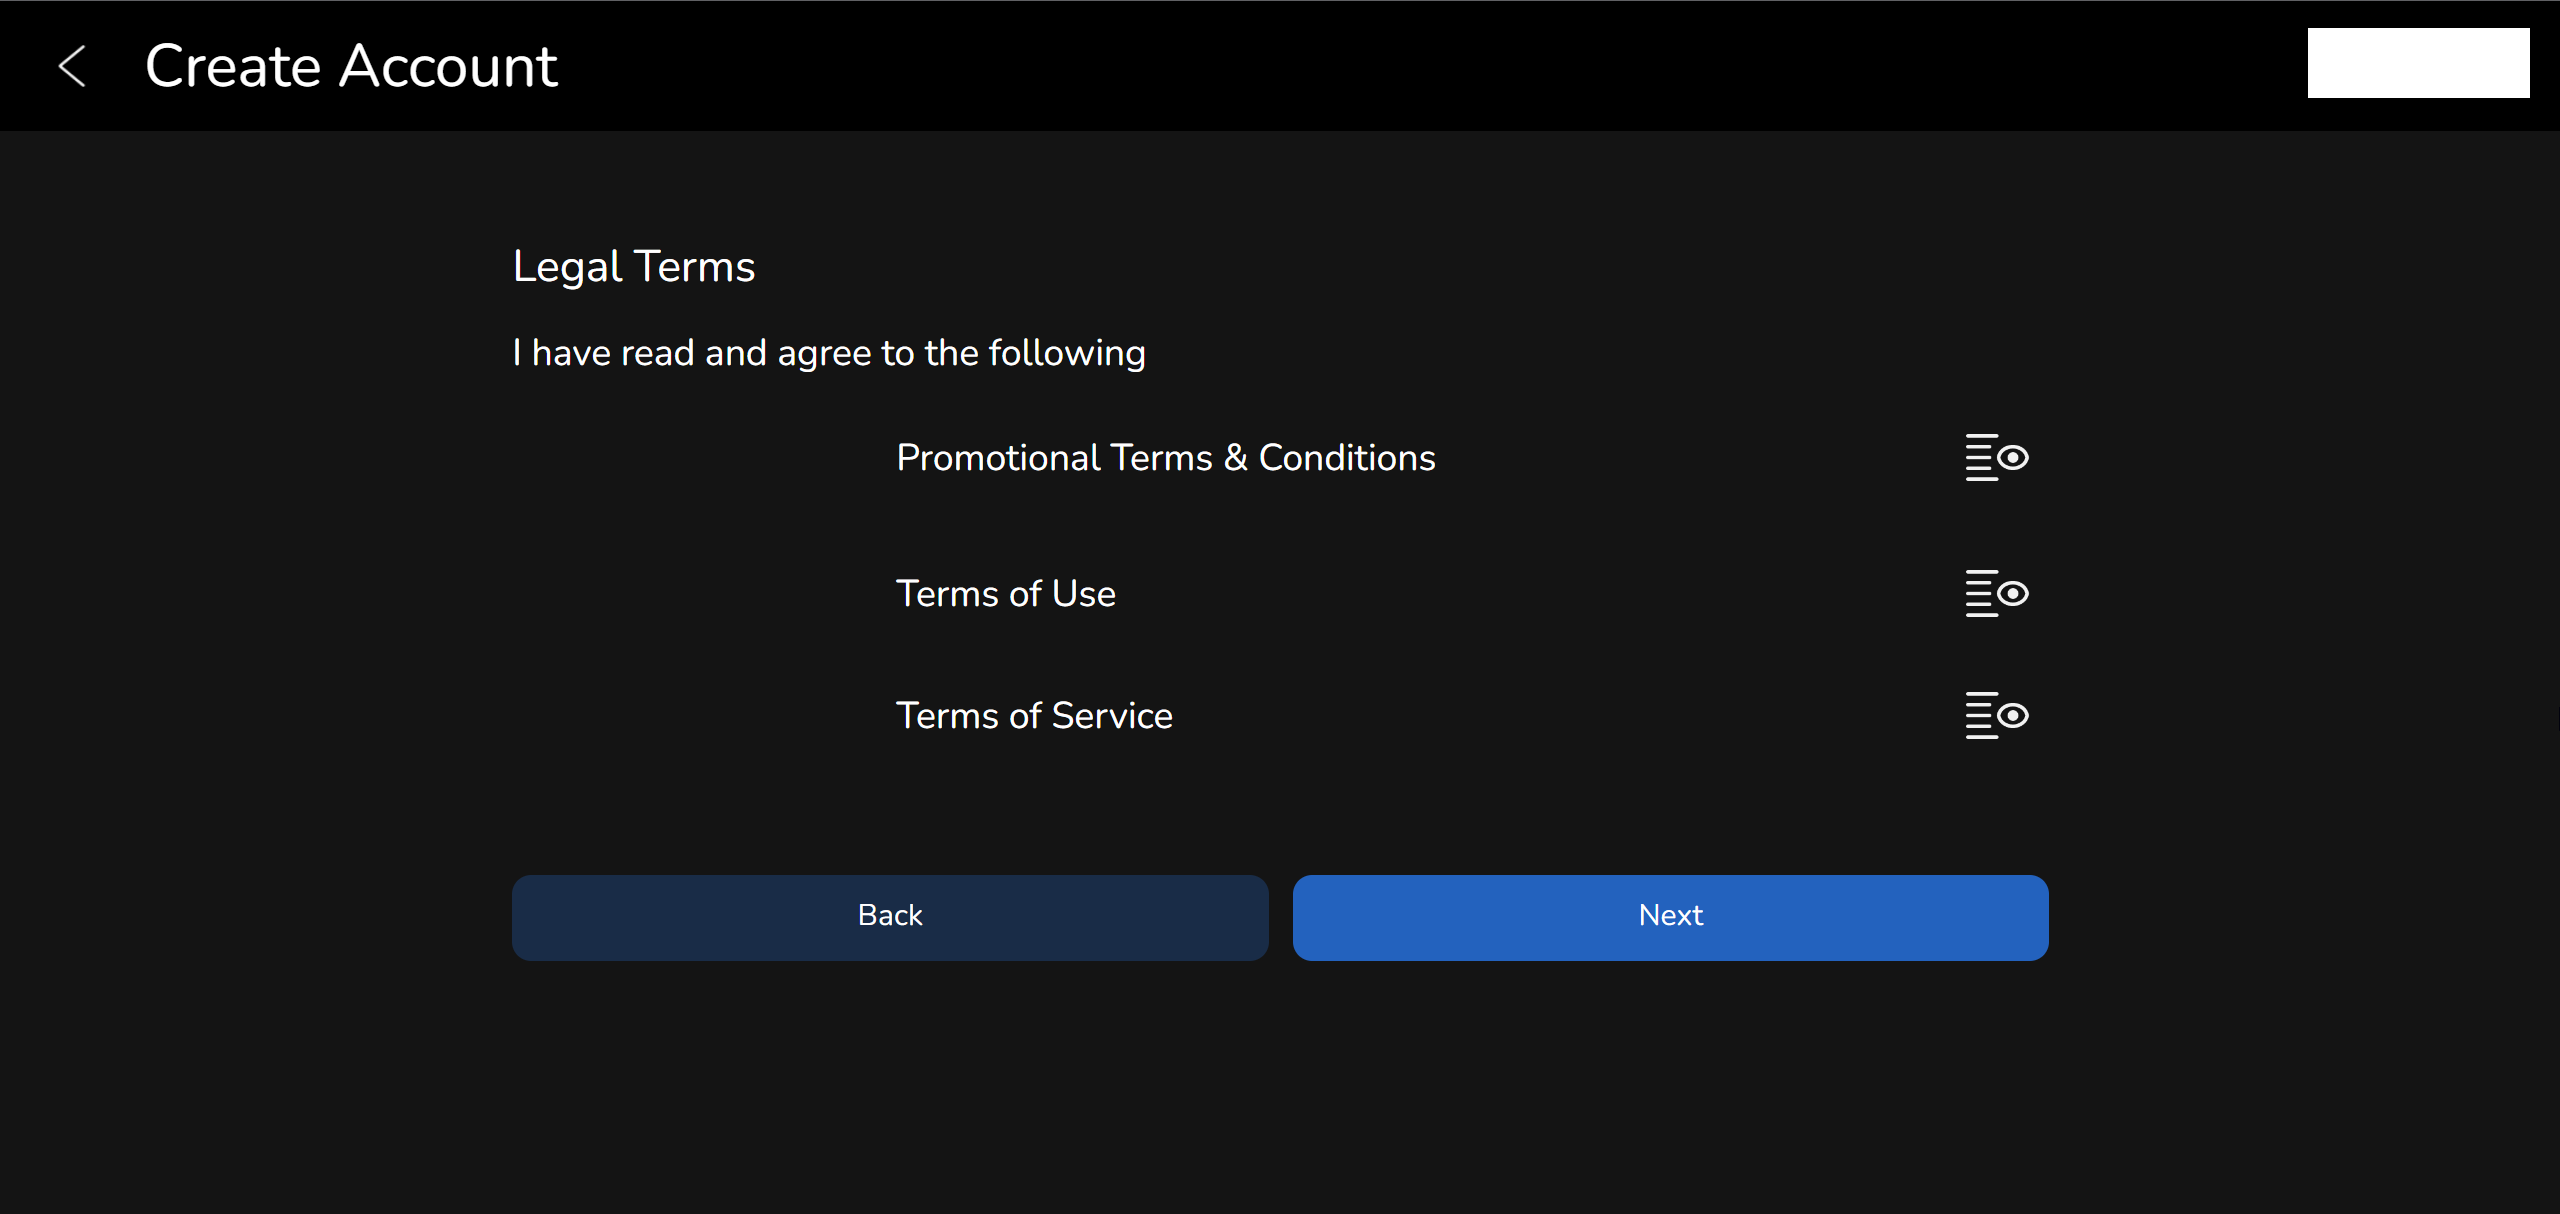 Create Account
Legal Terms
I have read and agree to the following
Promotional Terms & Conditions
Terms of Use
Terms of Service
Back
Next